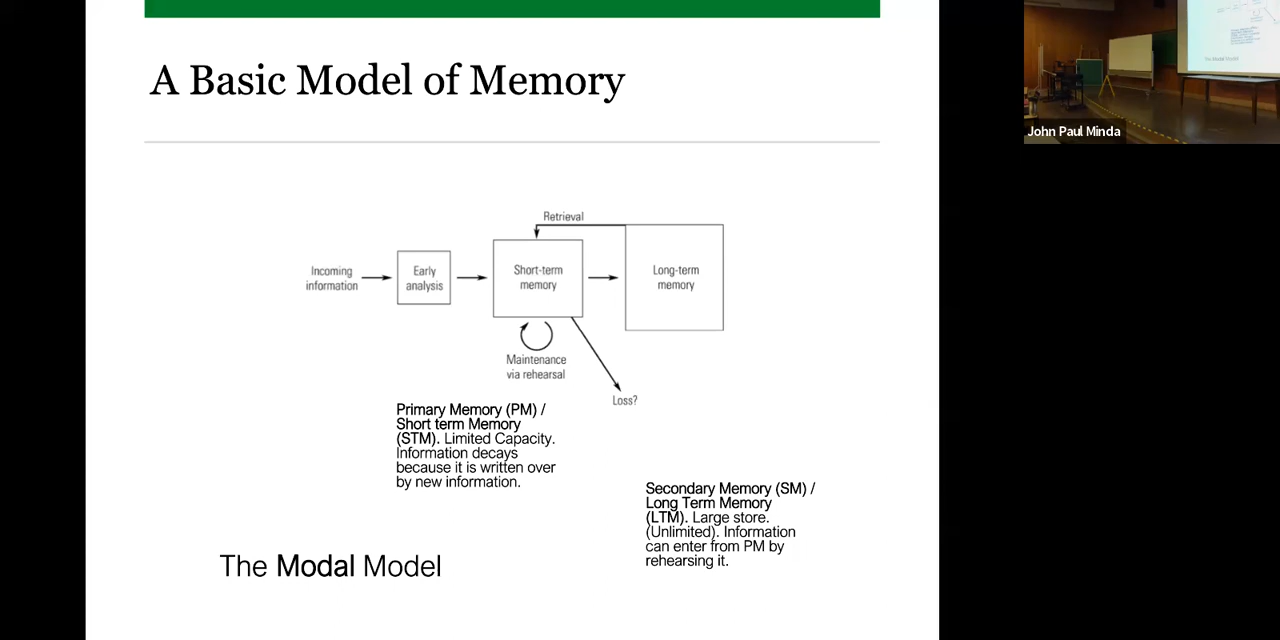 A Basic Model of Memory
John Paul Minda
Retrieval
Incoming
information
Early
analysis
Short-term
memory
Long-term
memory
Maintenance
via rehearsal
Loss?
Primary Memory (PM) /
Short term Memory
(STM). Limited Capacity.
Information decays
because it is written over
by new information.
Secondary Memory (SM) /
Long Term Memory
(LTM). Large store.
(Unlimited). Information
can enter from PM by
rehearsing it.
The Modal Model